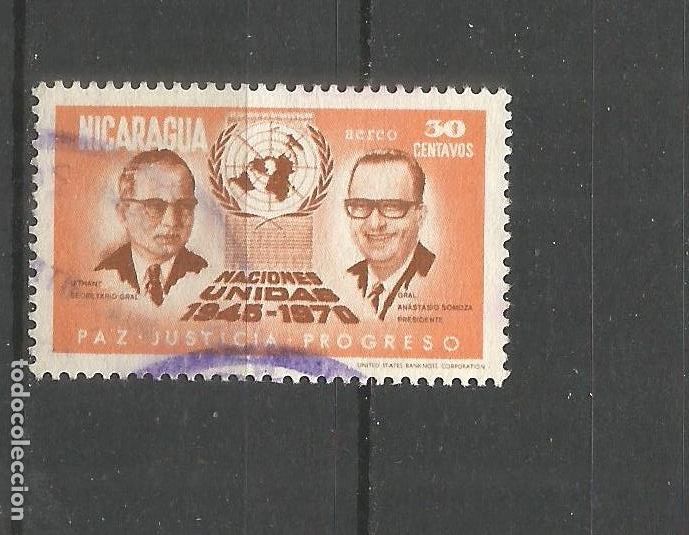 NICARAGUA
aereo
30
CENTAVOS
U THANT
SECRETARIO GRAL.
NACIONES
UNIDAS
1945-1970
GRAL.
ANASTASIO SOMOZA
PRESIDENTE
PAZ - JUSTICIA PROGRESO
UNITED STATES BANKNOTE CORPORATION
todocoleccion